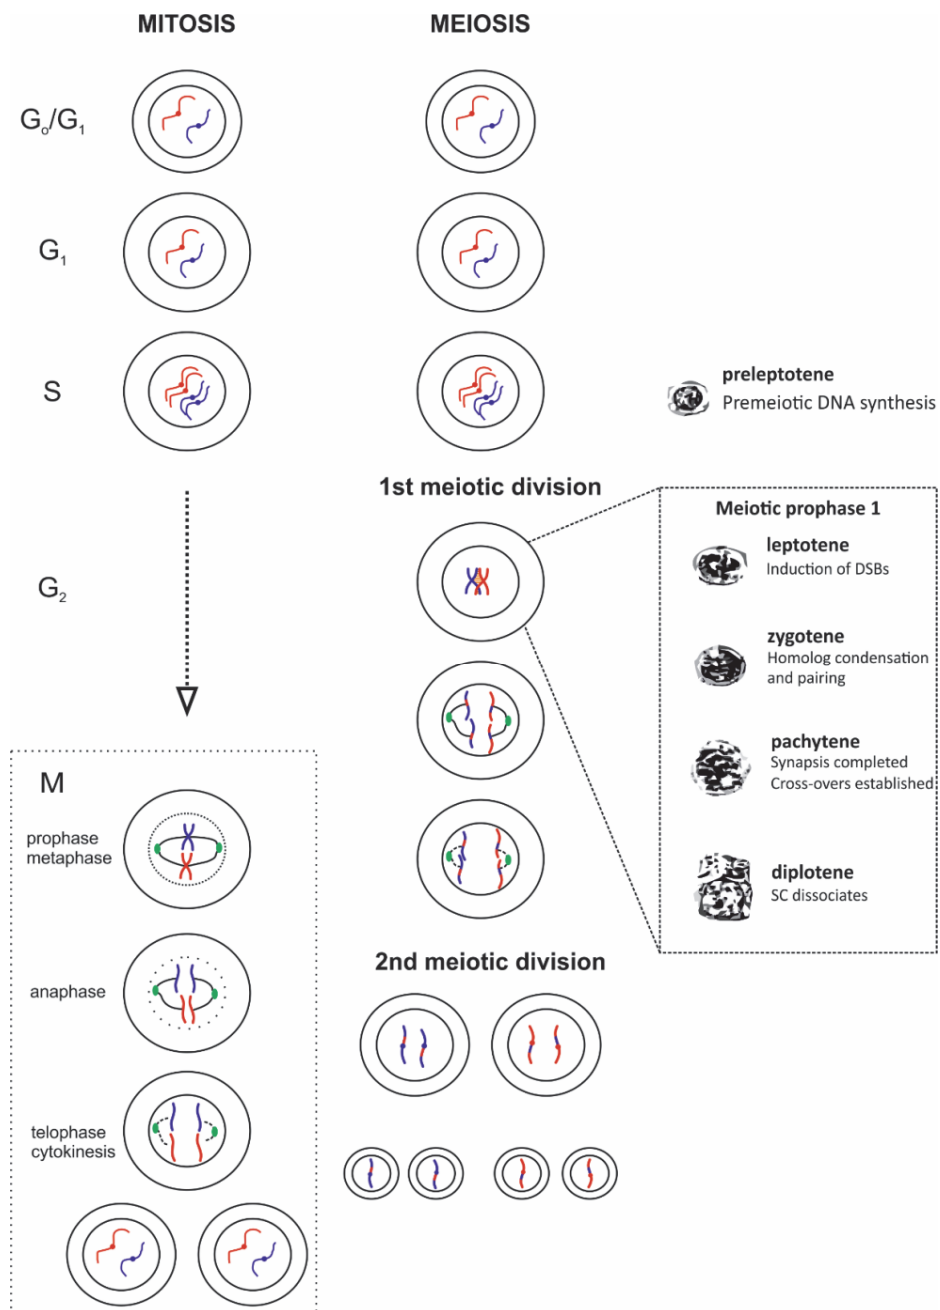 MITOSIS
MEIOSIS
G₀/G₁
G₁
S
preleptotene
Premeiotic DNA synthesis
1st meiotic division
G₂
Meiotic prophase 1
leptotene
Induction of DSBs
zygotene
Homolog condensation
and pairing
pachytene
Synapsis completed
Cross-overs established
diplotene
SC dissociates
M
prophase
metaphase
anaphase
telophase
cytokinesis
2nd meiotic division